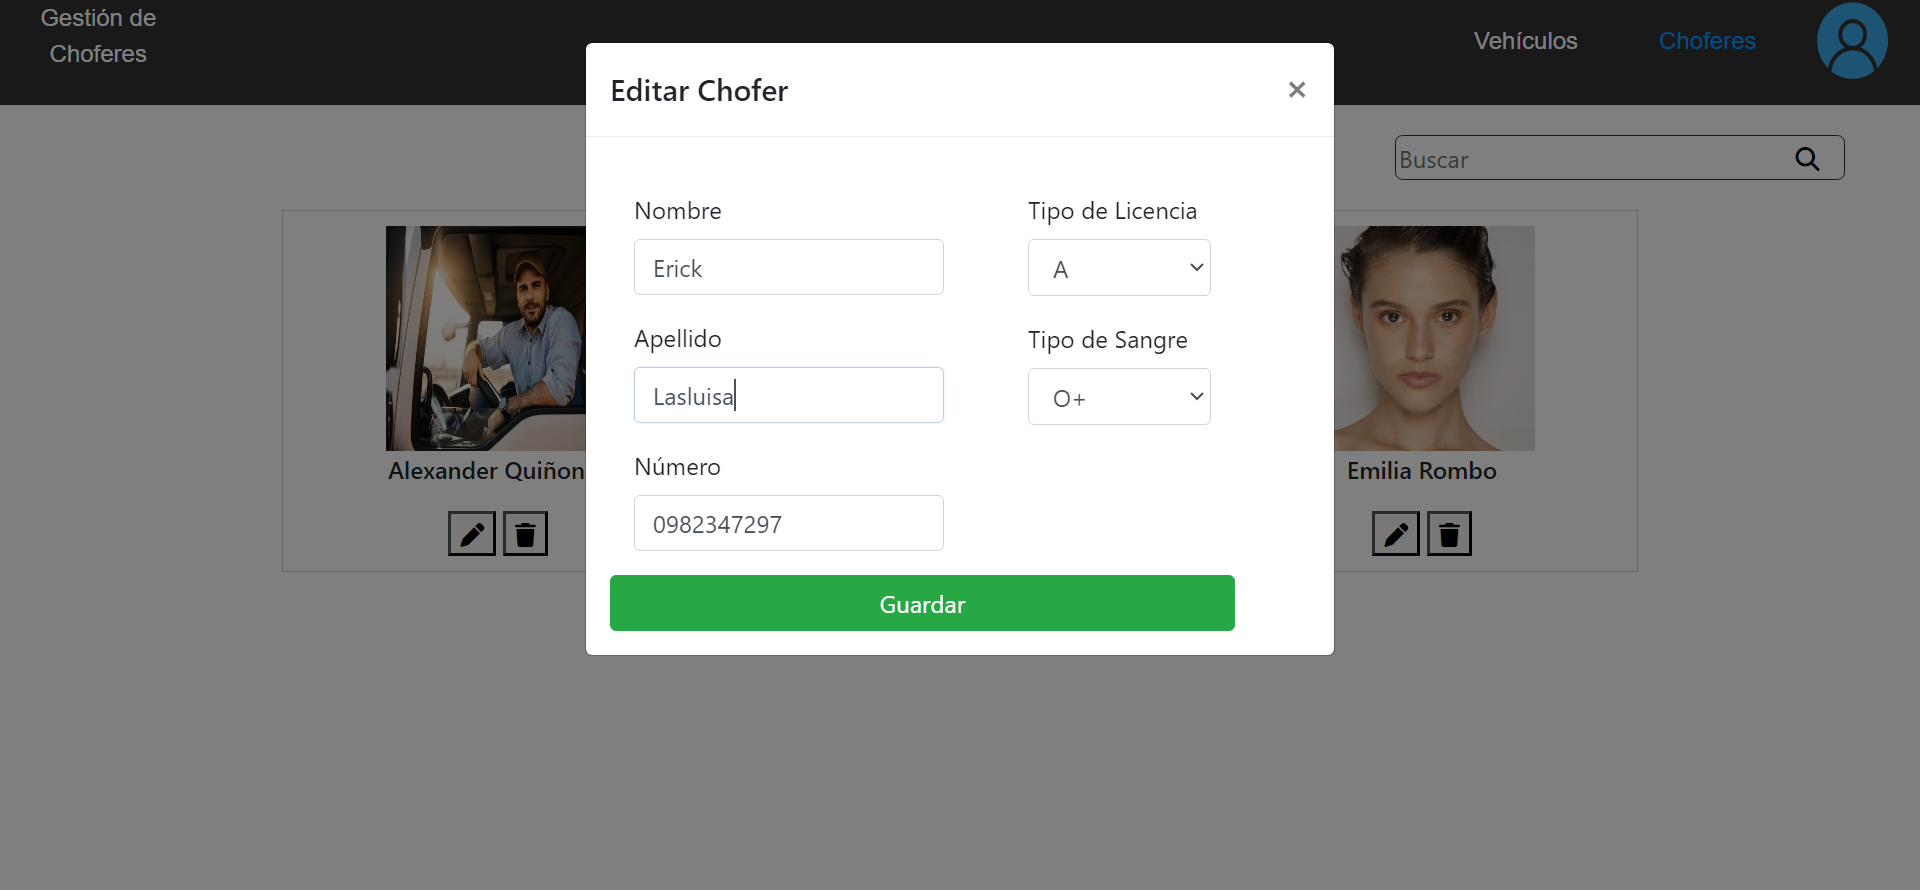 Gestión de
Choferes
Vehículos
Choferes
Editar Chofer
Buscar
Nombre
Tipo de Licencia
Erick
A
Apellido
Tipo de Sangre
Lasluisa
O+
Número
0982347297
Guardar
Alexander Quiñon
Emilia Rombo